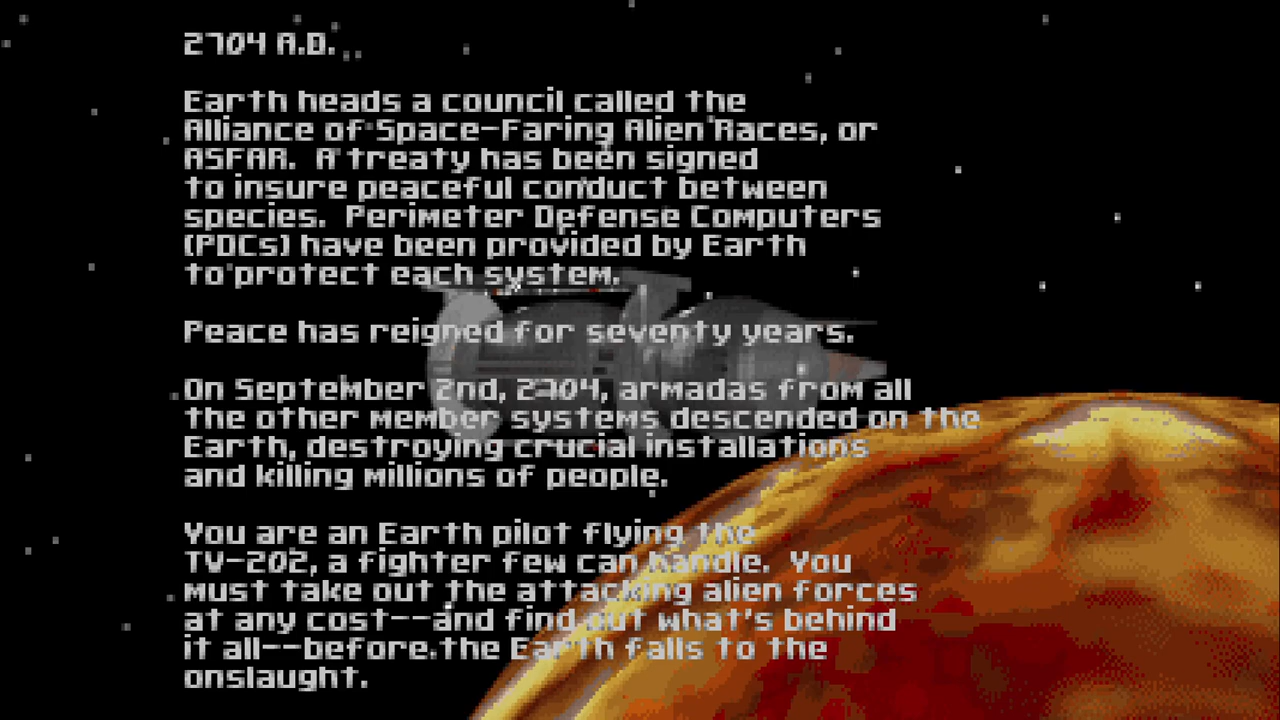 2704 A.D.
Earth heads a council called the
Alliance of Space-Faring Alien Races, or
ASFAR.  A treaty has been signed
to insure peaceful conduct between
species.  Perimeter Defense Computers
(PDCs) have been provided by Earth
to protect each system.
Peace has reigned for seventy years.
On September 2nd, 2704, armadas from all
the other member systems descended on the
Earth, destroying crucial installations
and killing millions of people.
You are an Earth pilot flying the
TV-202, a fighter few can handle.  You
must take out the attacking alien forces
at any cost--and find out what's behind
it all--before the Earth falls to the
onslaught.